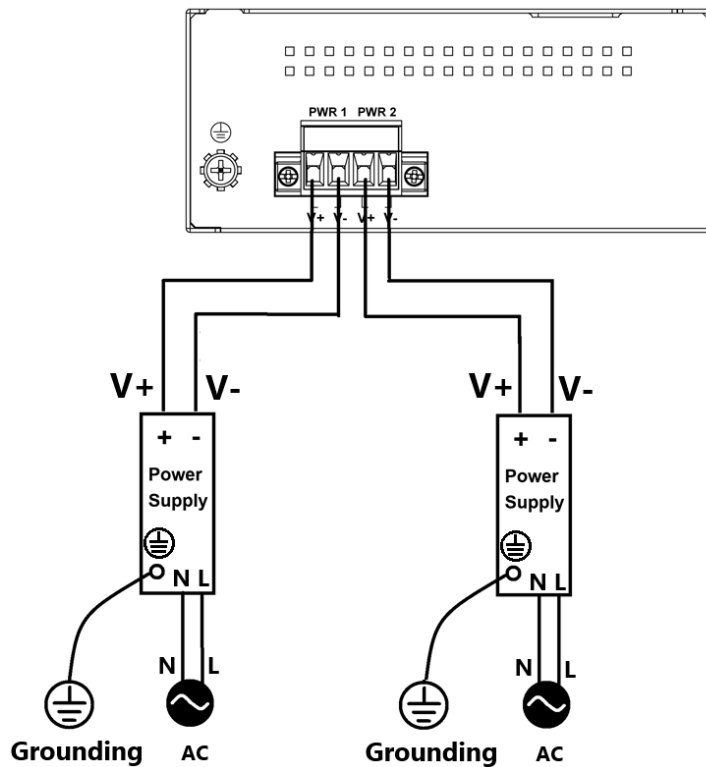 PWR 1 PWR 2
V+ V- V+ V-
V+ V- V+ V-
+ - + -
Power Power
Supply Supply
N L N L
N L N L
Grounding AC Grounding AC